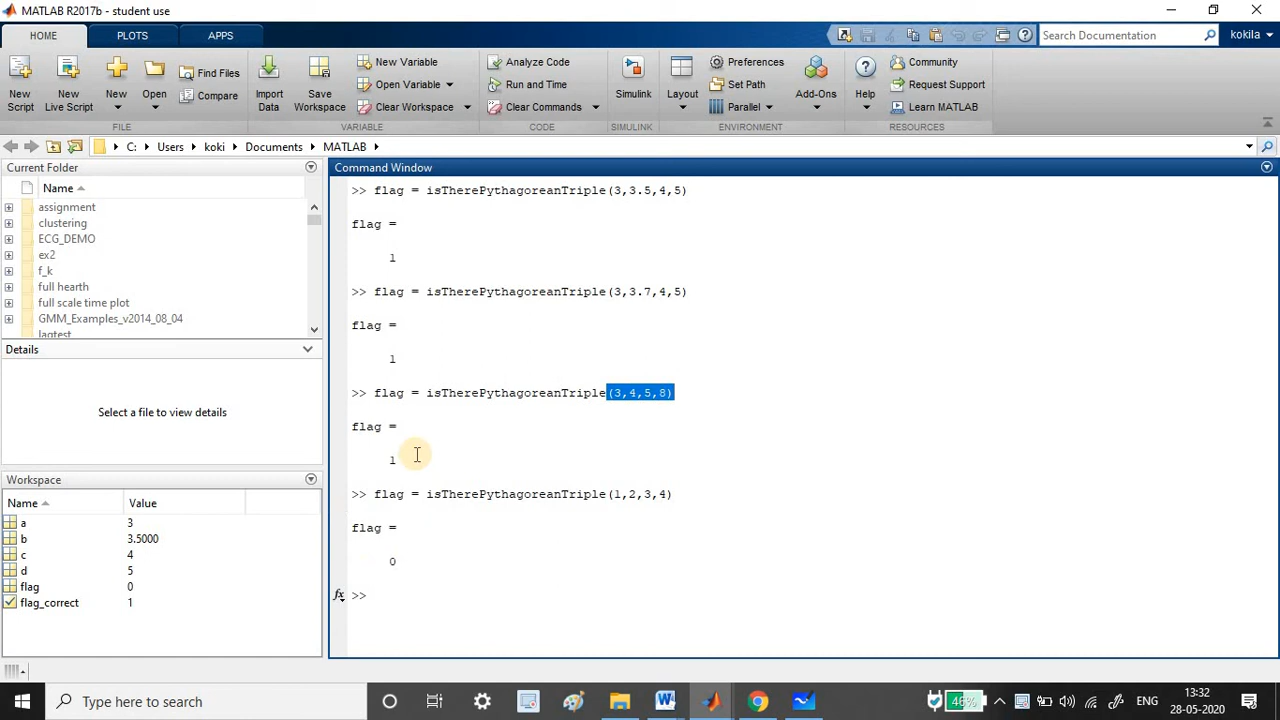 MATLAB R2017b - student use
HOME PLOTS APPS
Search Documentation
kokila
New Script
New Live Script
New
Open
Find Files
Compare
Import Data
Save Workspace
New Variable
Open Variable
Clear Workspace
Analyze Code
Run and Time
Clear Commands
Simulink
Layout
Preferences
Set Path
Parallel
Add-Ons
Help
Community
Request Support
Learn MATLAB
FILE VARIABLE CODE SIMULINK ENVIRONMENT RESOURCES
C: Users koki Documents MATLAB
Current Folder
Name
assignment
clustering
ECG_DEMO
ex2
f_k
full hearth
full scale time plot
GMM_Examples_v2014_08_04
lagtest
Details
Select a file to view details
Workspace
Name Value
a 3
b 3.5000
c 4
d 5
flag 0
flag_correct 1
Command Window
>> flag = isTherePythagoreanTriple(3,3.5,4,5)
flag =
1
>> flag = isTherePythagoreanTriple(3,3.7,4,5)
flag =
1
>> flag = isTherePythagoreanTriple(3,4,5,8)
flag =
1
>> flag = isTherePythagoreanTriple(1,2,3,4)
flag =
0
fx >>
Type here to search
46%
ENG
13:32
28-05-2020